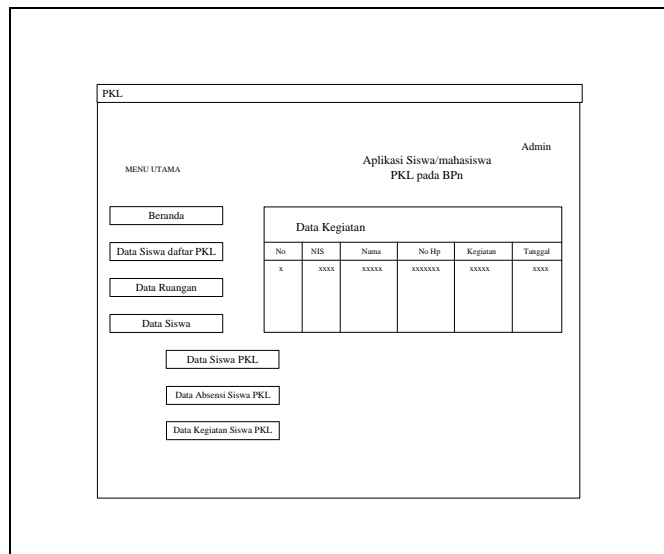 PKL
Admin
Aplikasi Siswa/mahasiswa
PKL pada BPn
MENU UTAMA
Beranda
Data Siswa daftar PKL
Data Ruangan
Data Siswa
Data Siswa PKL
Data Absensi Siswa PKL
Data Kegiatan Siswa PKL
Data Kegiatan
No NIS Nama No Hp Kegiatan Tanggal
x xxxx xxxxx xxxxxxx xxxxx xxxx